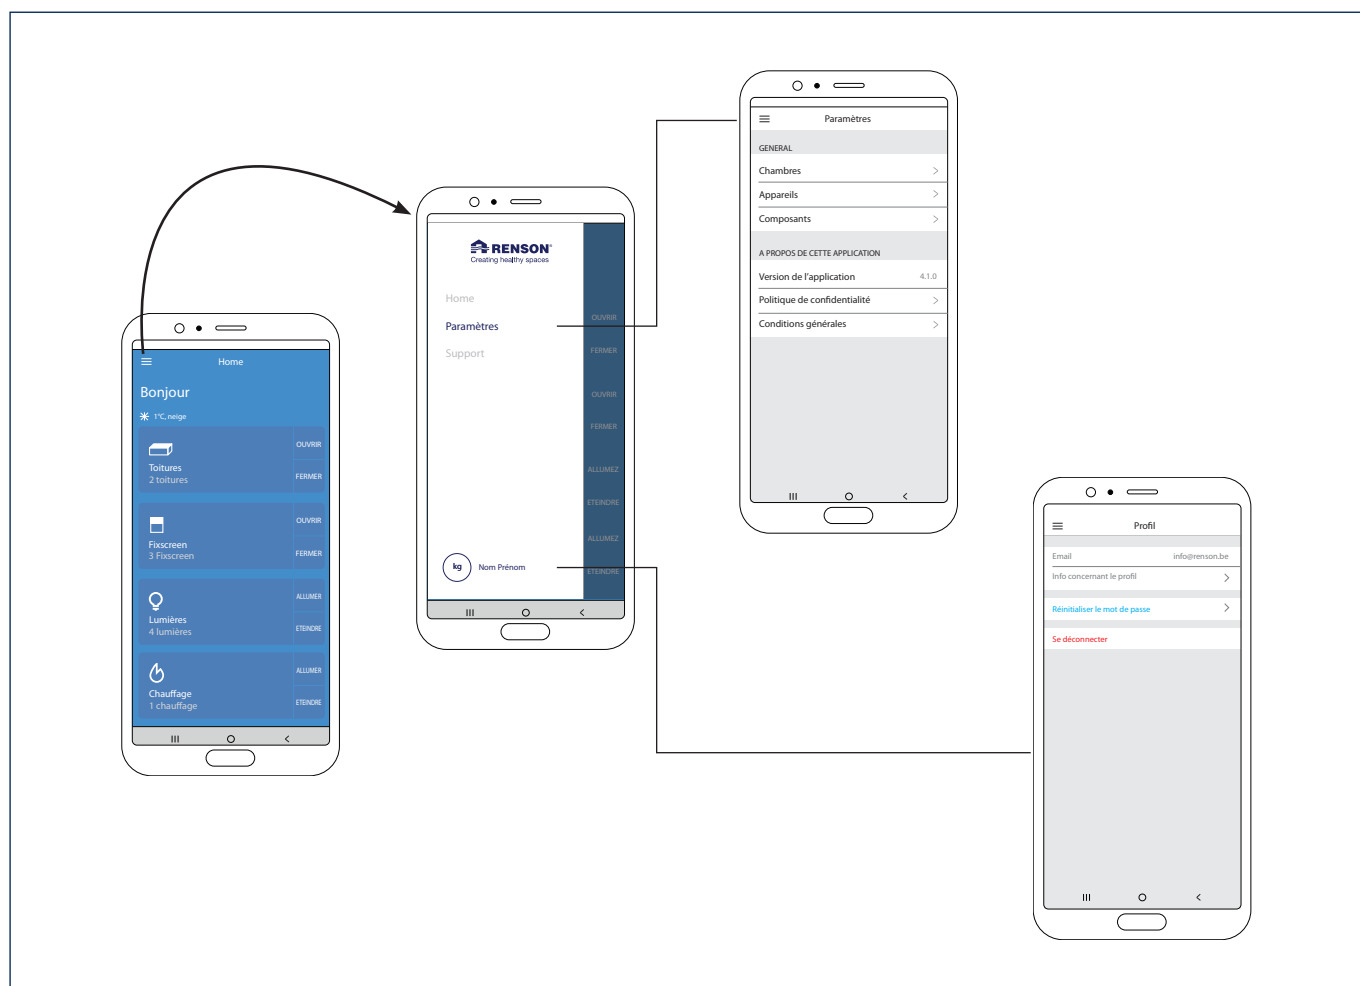 Home
Bonjour
1°C, neige
Toitures
2 toitures
OUVRIR
FERMER
Fixscreen
3 Fixscreen
OUVRIR
FERMER
Lumières
4 lumières
ALLUMER
ETEINDRE
Chauffage
1 chauffage
ALLUMER
ETEINDRE
RENSON®
Creating healthy spaces
Home
Paramètres
Support
OUVRIR
FERMER
OUVRIR
FERMER
ALLUMEZ
ETEINDRE
ALLUMEZ
ETEINDRE
kg
Nom Prénom
Paramètres
GENERAL
Chambres
Appareils
Composants
A PROPOS DE CETTE APPLICATION
Version de l'application 4.1.0
Politique de confidentialité
Conditions générales
Profil
Email info@renson.be
Info concernant le profil
Réinitialiser le mot de passe
Se déconnecter